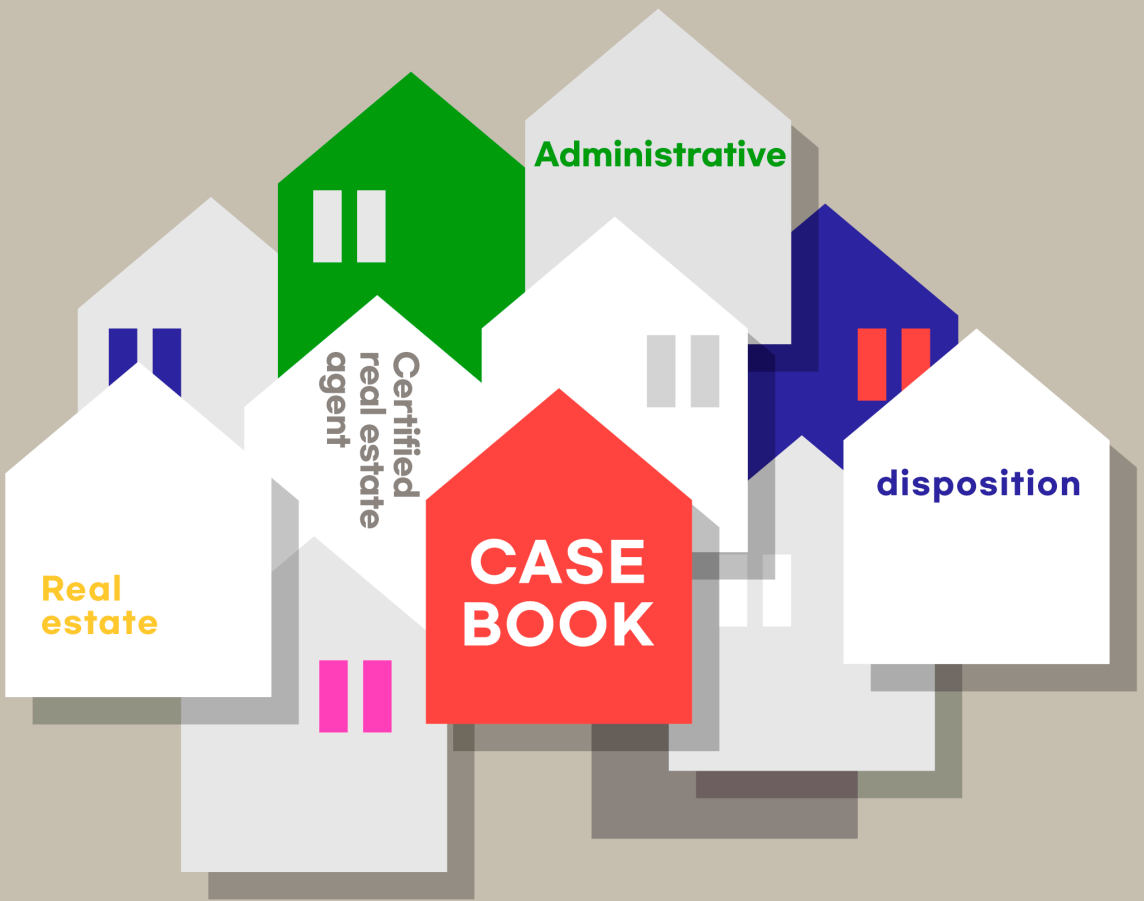 Administrative
Certified
real estate
agent
disposition
CASE
BOOK
Real
estate